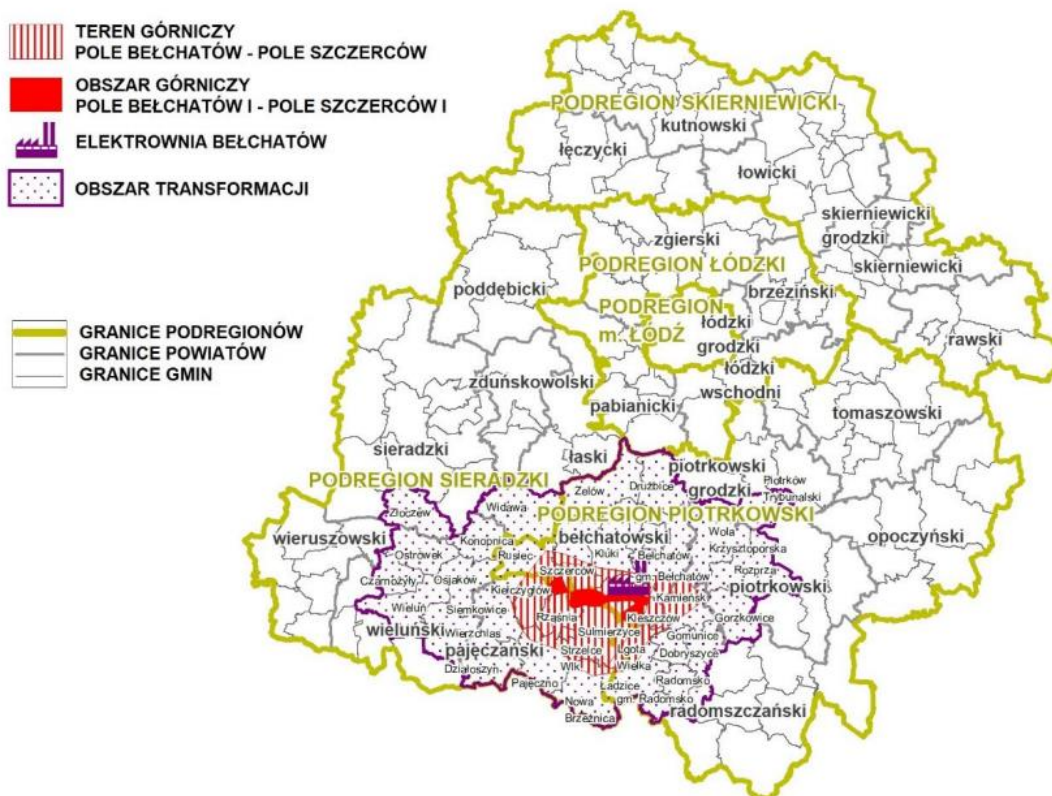 TEREN GÓRNICZY
POLE BEŁCHATÓW - POLE SZCZERCÓW
OBSZAR GÓRNICZY
POLE BEŁCHATÓW I - POLE SZCZERCÓW I
ELEKTROWNIA BEŁCHATÓW
OBSZAR TRANSFORMACJI
GRANICE PODREGIONÓW
GRANICE POWIATÓW
GRANICE GMIN
PODREGION SKIERNIEWICKI
kutnowski
łęczycki
łowicki
skierniewicki
grodzki
skierniewicki
rawski
zgierski
PODREGION ŁÓDZKI
poddębicki
brzeziński
PODREGION
m. ŁÓDŹ
łódzki
grodzki
łódzki
wschodni
zduńskowolski
pabianicki
tomaszowski
sieradzki
łaski
piotrkowski
grodzki
Piotrków
Trybunalski
PODREGION SIERADZKI
Zelów
Drużbice
PODREGION PIOTRKOWSKI
Złoczew
Widawa
wieruszowski
Konopnica
Rusiec
bełchatowski
Kluki
Bełchatów
Wola
Krzysztoporska
opoczyński
Ostrówek
Szczerców
gm. Bełchatów
Rozprza
Czarnożyły
Osjaków
Kiełczygłów
Kamieńsk
piotrkowski
Wieluń
Siemkowice
Rząśnia
Kleszczów
Gorzkowice
wieluński
Wierzchlas
Sulmierzyce
Gomunice
pajęczański
Strzelce
Wlk.
Lgota
Wielka
Dobryszyce
Działoszyn
Pajęczno
Ładzice
Radomsko
gm. Radomsko
Nowa
Brzeźnica
radomszczański